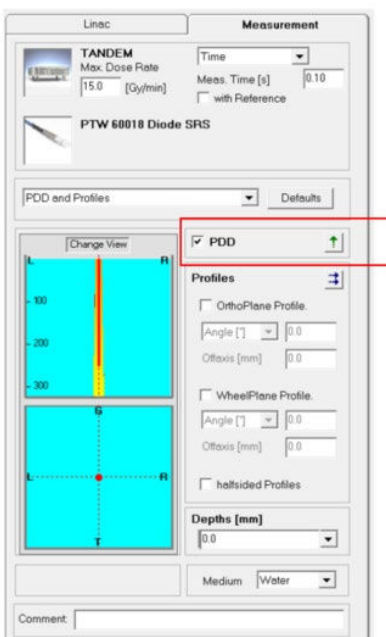 Linac Measurement
TANDEM
Max. Dose Rate
15.0 [Gy/min]
Time
Meas. Time [s] 0.10
with Reference
PTW 60018 Diode SRS
PDD and Profiles Defaults
Change View
L R
- 100
- 200
- 300
G
L R
T
PDD
Profiles
OrthoPlane Profile.
Angle [°] 0.0
Offaxis [mm] 0.0
WheelPlane Profile.
Angle [°] 0.0
Offaxis [mm] 0.0
halfsided Profiles
Depths [mm]
0.0
Medium Water
Comment: